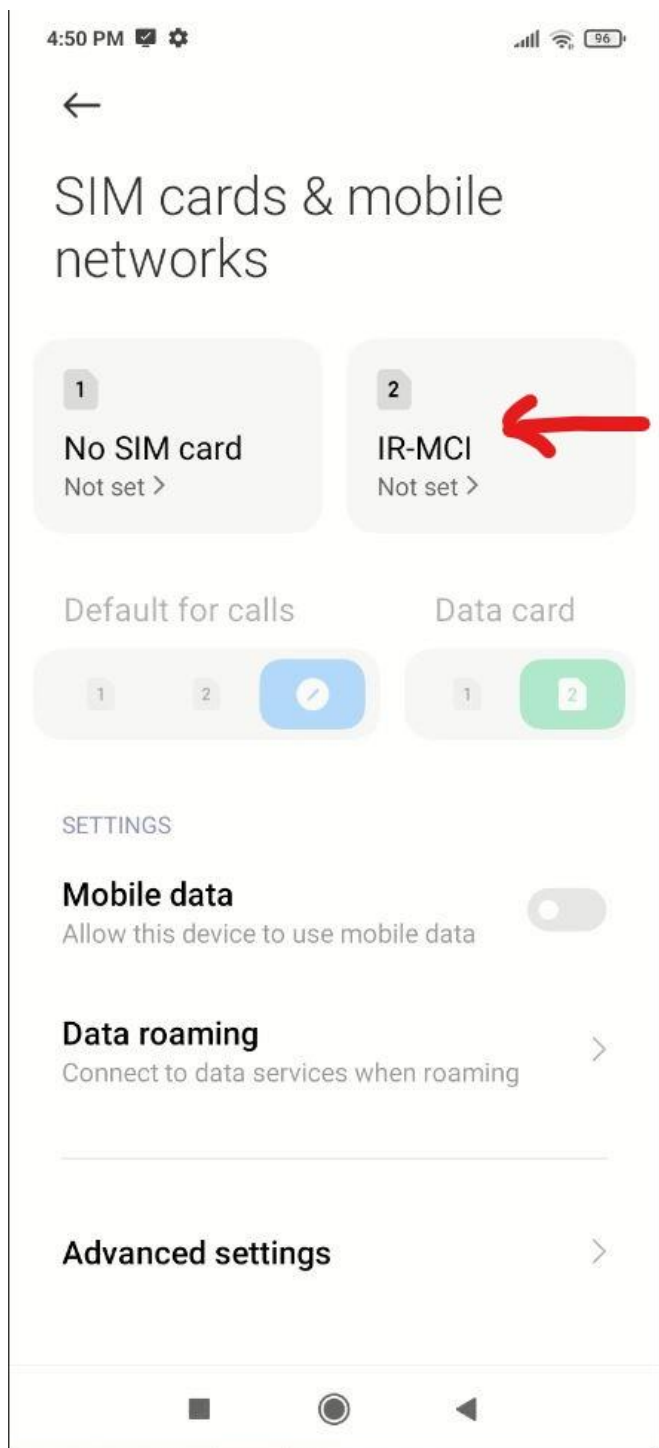 4:50 PM 96
SIM cards & mobile
networks
1
No SIM card
Not set >
2
IR-MCI
Not set >
Default for calls
Data card
1 2
1 2
SETTINGS
Mobile data
Allow this device to use mobile data
Data roaming
Connect to data services when roaming
Advanced settings